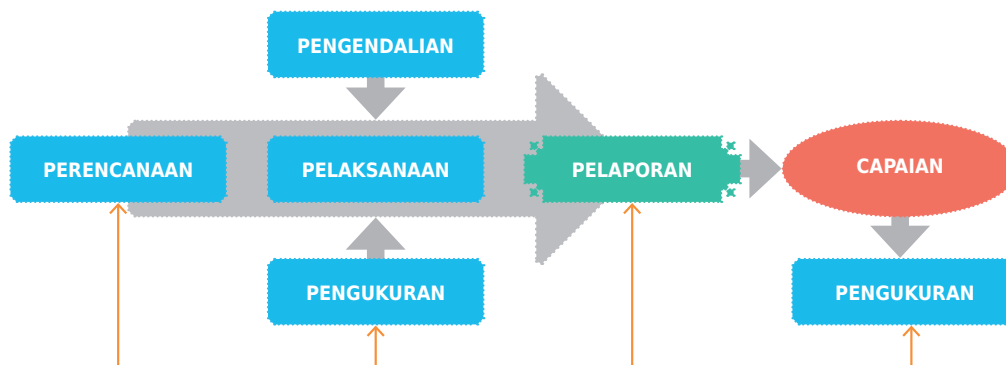 PENGENDALIAN
PERENCANAAN
PELAKSANAAN
PELAPORAN
CAPAIAN
PENGUKURAN
PENGUKURAN